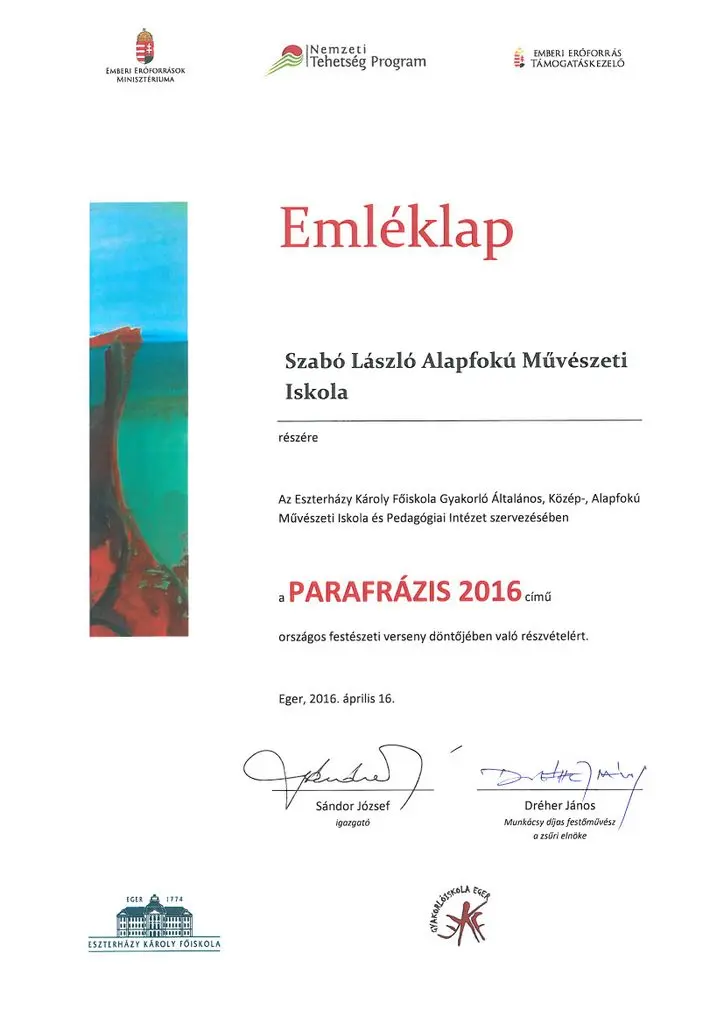 EMBERI ERŐFORRÁSOK
MINISZTÉRIUMA
Nemzeti
Tehetség Program
EMBERI ERŐFORRÁS
TÁMOGATÁSKEZELŐ
Emléklap
Szabó László Alapfokú Művészeti
Iskola
részére
Az Eszterházy Károly Főiskola Gyakorló Általános, Közép-, Alapfokú
Művészeti Iskola és Pedagógiai Intézet szervezésében
a PARAFRÁZIS 2016 című
országos festészeti verseny döntőjében való részvételért.
Eger, 2016. április 16.
Sándor József
igazgató
Dréher János
Munkácsy díjas festőművész
a zsűri elnöke
EGER 1774
ESZTERHÁZY KÁROLY FŐISKOLA
GYAKORLÓISKOLA EGER